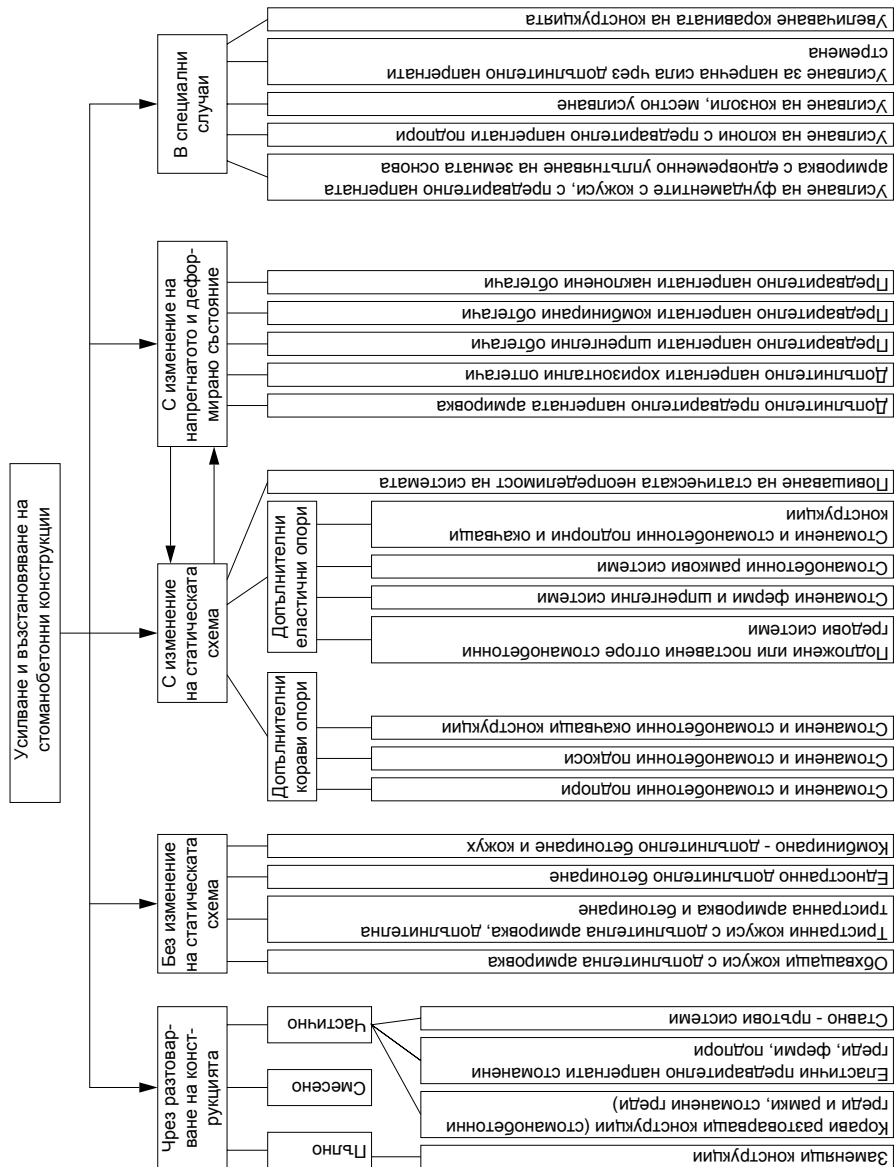 Усилване и възстановяване на
стоманобетонни конструкции
Чрез разтовар-
ване на конст-
рукцията
Пълно
Заменящи конструкции
Смесено
Частично
Корави разтоварващи конструкции (стоманобетонни
греди и рамки, стоманени греди)
Еластични предварително напрегнати стоманени
греди, ферми, подпори
Ставно - прътови системи
Без изменение
на статическата
схема
Обхващащи кожуси с допълнителна армировка
Тристранни кожуси с допълнителна армировка, допълнителна
тристранна армировка и бетониране
Едностранно допълнително бетониране
Комбинирано - допълнително бетониране и кожух
С изменение
на статическата
схема
Допълнителни
корави опори
Стоманени и стоманобетонни подпори
Стоманени и стоманобетонни подкоси
Стоманени и стоманобетонни окачващи конструкции
Допълнителни
еластични опори
Подложени или поставени отгоре стоманобетонни
гредови системи
Стоманени ферми и шпренгелни системи
Стоманобетонни рамкови системи
Стоманени и стоманобетонни подпорни и окачващи
конструкции
Повишаване на статическата неопределимост на системата
С изменение на
напрегнатото и дефор-
мирано състояние
Допълнително предварително напрегната армировка
Допълнително напрегнати хоризонтални оптегачи
Предварително напрегнати шпренгелни обтегачи
Предварително напрегнати комбинирани обтегачи
Предварително напрегнати наклонени обтегачи
В специални
случаи
Усилване на фундаментите с кожуси, с предварително напрегната
армировка с едновременно уплътняване на земната основа
Усилване на колони с предварително напрегнати подпори
Усилване на конзоли, местно усилване
Усилване за напречна сила чрез допълнително напрегнати
стремена
Увеличаване коравината на конструкцията